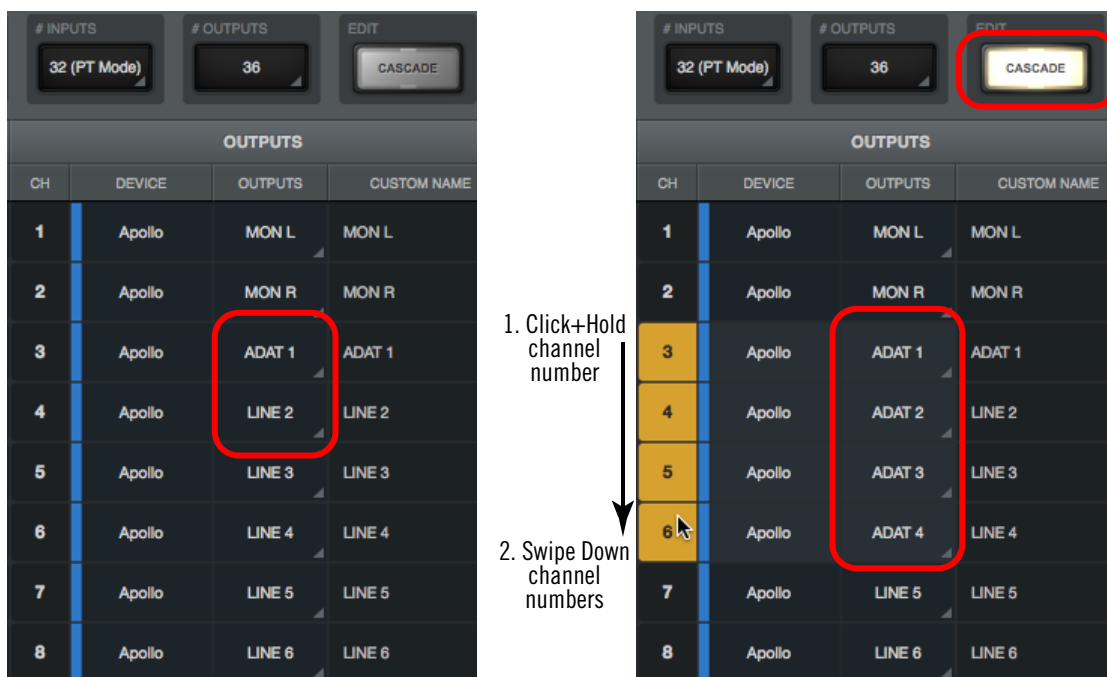 # INPUTS # OUTPUTS EDIT
32 (PT Mode) 36 CASCADE
OUTPUTS
CH DEVICE OUTPUTS CUSTOM NAME
1 Apollo MON L MON L
2 Apollo MON R MON R
3 Apollo ADAT 1 ADAT 1
4 Apollo LINE 2 LINE 2
5 Apollo LINE 3 LINE 3
6 Apollo LINE 4 LINE 4
7 Apollo LINE 5 LINE 5
8 Apollo LINE 6 LINE 6
1. Click+Hold
channel
number
2. Swipe Down
channel
numbers
# INPUTS # OUTPUTS EDIT
32 (PT Mode) 36 CASCADE
OUTPUTS
CH DEVICE OUTPUTS CUSTOM NAME
1 Apollo MON L MON L
2 Apollo MON R MON R
3 Apollo ADAT 1 ADAT 1
4 Apollo ADAT 2 LINE 2
5 Apollo ADAT 3 LINE 3
6 Apollo ADAT 4 LINE 4
7 Apollo LINE 5 LINE 5
8 Apollo LINE 6 LINE 6